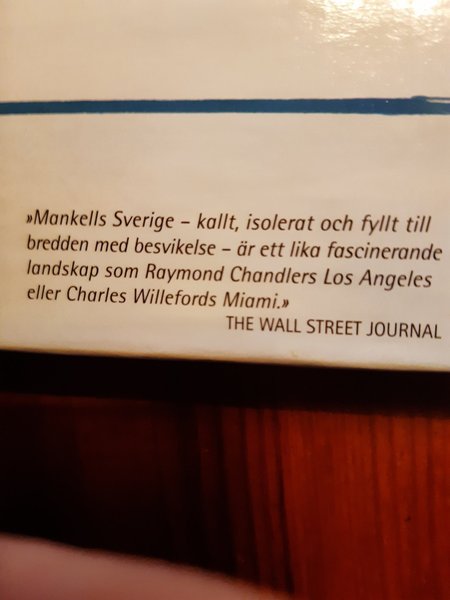 »Mankells Sverige – kallt, isolerat och fyllt till
bredden med besvikelse – är ett lika fascinerande
landskap som Raymond Chandlers Los Angeles
eller Charles Willefords Miami.»
THE WALL STREET JOURNAL